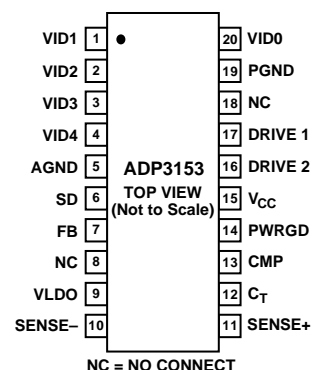 VID1 1 20 VID0
VID2 2 19 PGND
VID3 3 18 NC
VID4 4 17 DRIVE 1
AGND 5 ADP3153 16 DRIVE 2
SD 6 TOP VIEW 15 VCC
(Not to Scale)
FB 7 14 PWRGD
NC 8 13 CMP
VLDO 9 12 CT
SENSE– 10 11 SENSE+
NC = NO CONNECT